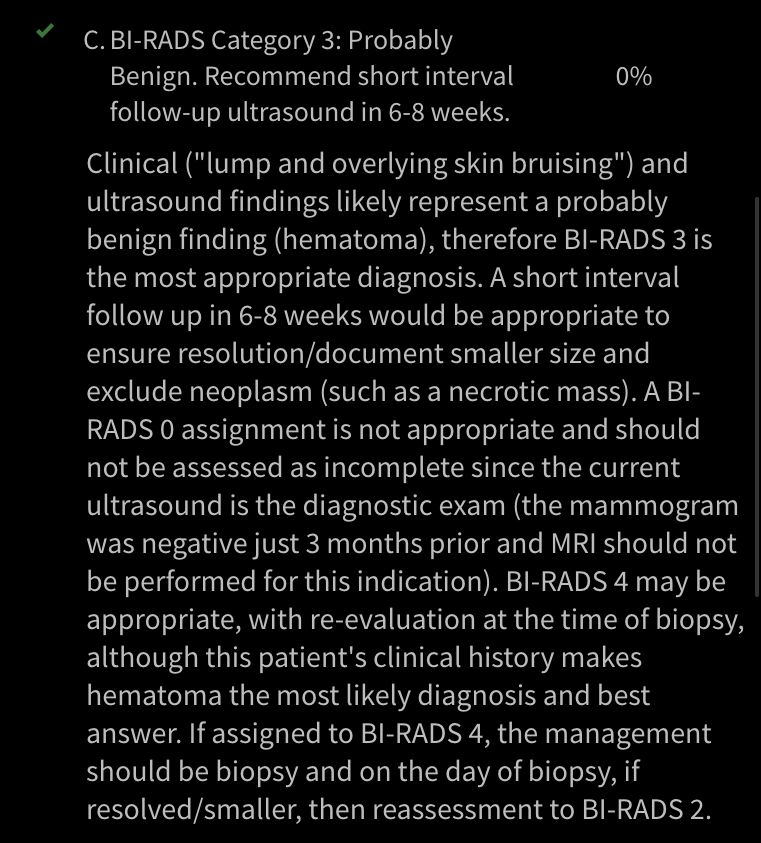 C. BI-RADS Category 3: Probably
Benign. Recommend short interval 0%
follow-up ultrasound in 6-8 weeks.
Clinical ("lump and overlying skin bruising") and
ultrasound findings likely represent a probably
benign finding (hematoma), therefore BI-RADS 3 is
the most appropriate diagnosis. A short interval
follow up in 6-8 weeks would be appropriate to
ensure resolution/document smaller size and
exclude neoplasm (such as a necrotic mass). A BI-
RADS 0 assignment is not appropriate and should
not be assessed as incomplete since the current
ultrasound is the diagnostic exam (the mammogram
was negative just 3 months prior and MRI should not
be performed for this indication). BI-RADS 4 may be
appropriate, with re-evaluation at the time of biopsy,
although this patient's clinical history makes
hematoma the most likely diagnosis and best
answer. If assigned to BI-RADS 4, the management
should be biopsy and on the day of biopsy, if
resolved/smaller, then reassessment to BI-RADS 2.